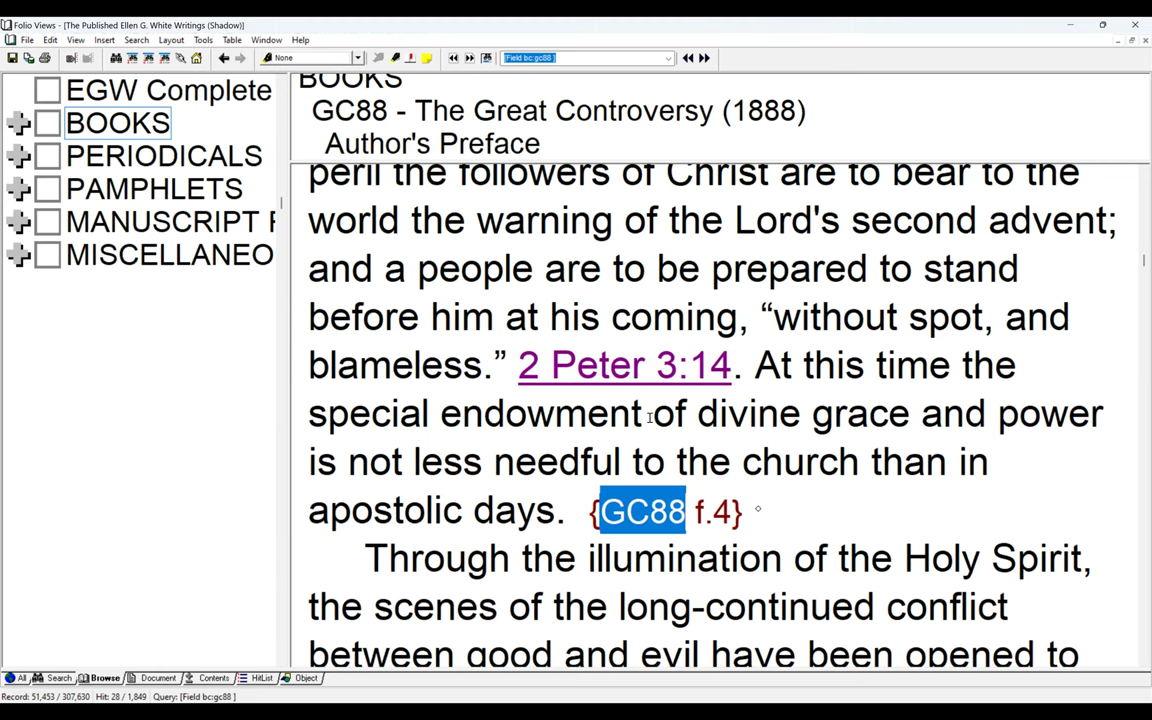 Folio Views - [The Published Ellen G. White Writings (Shadow)]
File Edit View Insert Search Layout Tools Table Window Help
None
[Field bc:gc88 ]
EGW Complete
BOOKS
PERIODICALS
PAMPHLETS
MANUSCRIPT
MISCELLANEO
BOOKS
GC88 - The Great Controversy (1888)
Author's Preface
peril the followers of Christ are to bear to the
world the warning of the Lord's second advent;
and a people are to be prepared to stand
before him at his coming, “without spot, and
blameless.” 2 Peter 3:14. At this time the
special endowment of divine grace and power
is not less needful to the church than in
apostolic days. {GC88 f.4}
Through the illumination of the Holy Spirit,
the scenes of the long-continued conflict
between good and evil have been opened to
All Search Browse Document Contents HitList Object
Record: 51,453 / 307,630 Hit: 28 / 1,849 Query: [Field bc:gc88 ]